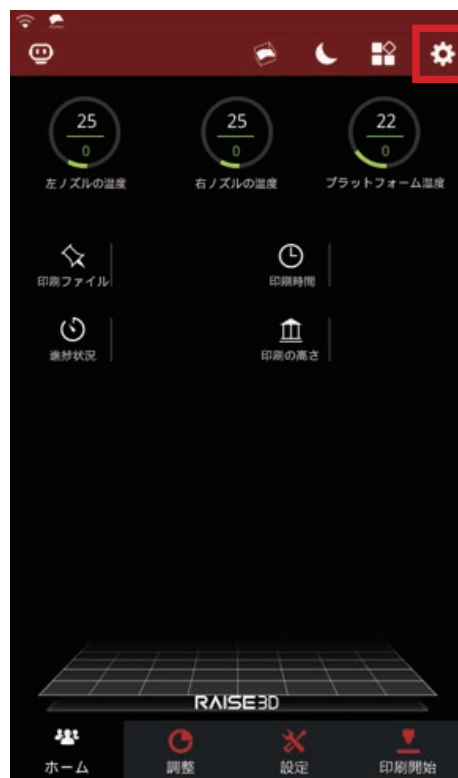 25
0
左ノズルの温度
25
0
右ノズルの温度
22
0
プラットフォーム温度
印刷ファイル
印刷時間
進捗状況
印刷の高さ
RAISE3D
ホーム
調整
設定
印刷開始